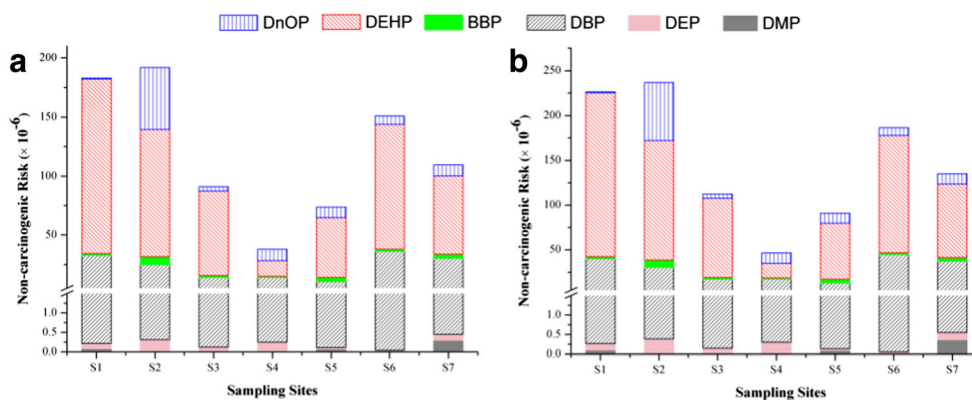 DnOP DEHP BBP DBP DEP DMP
a
Non-carcinogenic Risk (× 10-6)
200
150
100
50
1.0
0.5
0.0
S1 S2 S3 S4 S5 S6 S7
Sampling Sites
b
Non-carcinogenic Risk (× 10-6)
250
200
150
100
50
1.0
0.5
0.0
S1 S2 S3 S4 S5 S6 S7
Sampling Sites